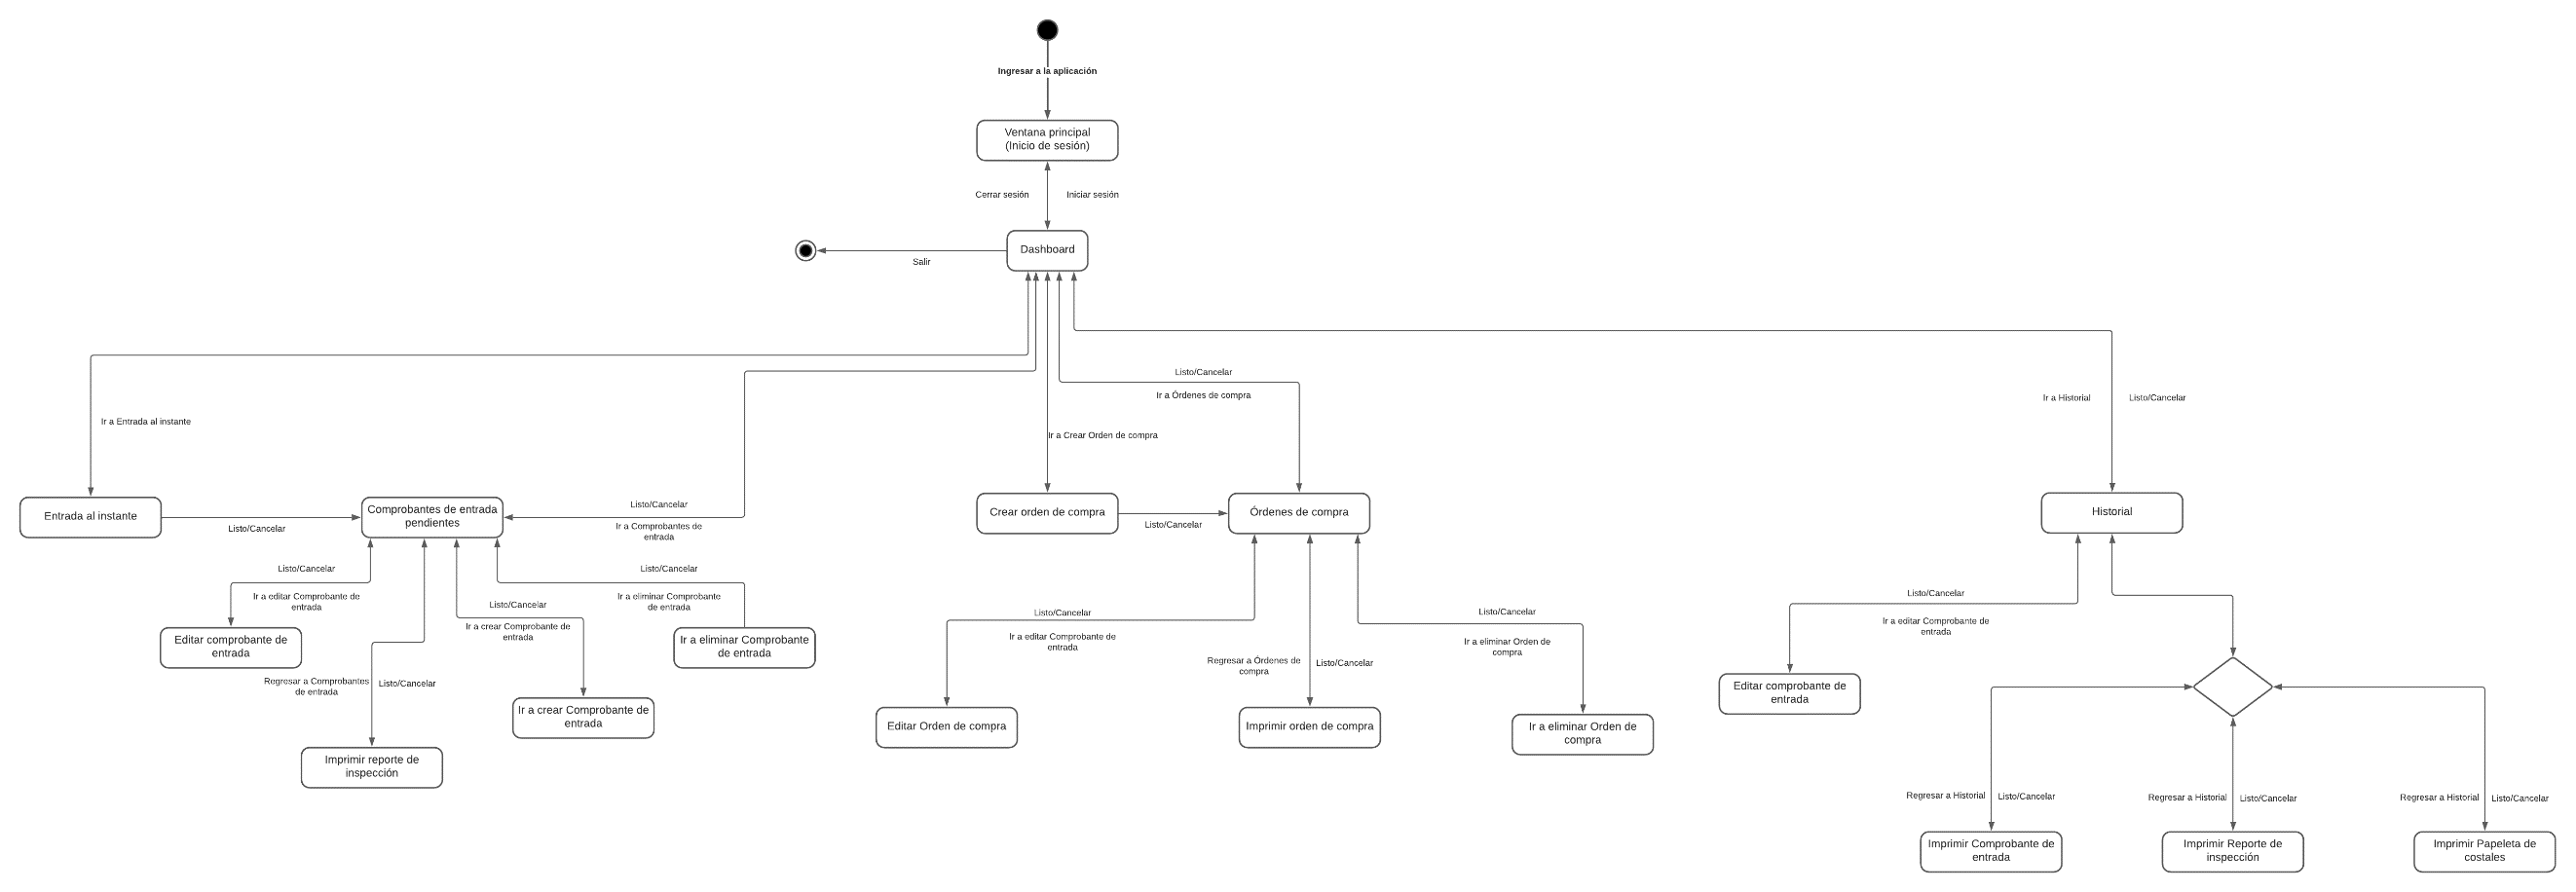 Ingresar a la aplicación
Ventana principal
(Inicio de sesión)
Cerrar sesión
Iniciar sesión
Dashboard
Salir
Listo/Cancelar
Ir a Órdenes de compra
Ir a Historial
Listo/Cancelar
Ir a Entrada al instante
Ir a Crear Orden de compra
Entrada al instante
Listo/Cancelar
Comprobantes de entrada
pendientes
Listo/Cancelar
Ir a Comprobantes de
entrada
Crear orden de compra
Listo/Cancelar
Órdenes de compra
Historial
Listo/Cancelar
Ir a editar Comprobante de
entrada
Listo/Cancelar
Ir a crear Comprobante de
entrada
Listo/Cancelar
Ir a eliminar Comprobante
de entrada
Editar comprobante de
entrada
Ir a eliminar Comprobante
de entrada
Regresar a Comprobantes
de entrada
Listo/Cancelar
Ir a crear Comprobante de
entrada
Imprimir reporte de
inspección
Listo/Cancelar
Ir a editar Comprobante de
entrada
Regresar a Órdenes de
compra
Listo/Cancelar
Listo/Cancelar
Ir a eliminar Orden de
compra
Editar Orden de compra
Imprimir orden de compra
Ir a eliminar Orden de
compra
Listo/Cancelar
Ir a editar Comprobante de
entrada
Editar comprobante de
entrada
Regresar a Historial
Listo/Cancelar
Regresar a Historial
Listo/Cancelar
Regresar a Historial
Listo/Cancelar
Imprimir Comprobante de
entrada
Imprimir Reporte de
inspección
Imprimir Papeleta de
costales